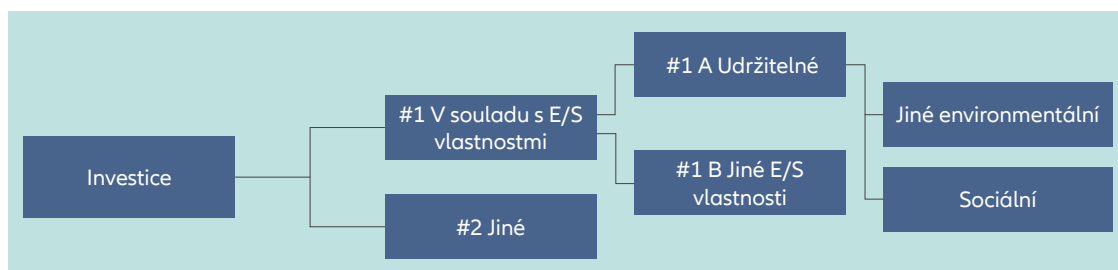 Investice
#1 V souladu s E/S
vlastnostmi
#2 Jiné
#1 A Udržitelné
#1 B Jiné E/S
vlastnosti
Jiné environmentální
Sociální